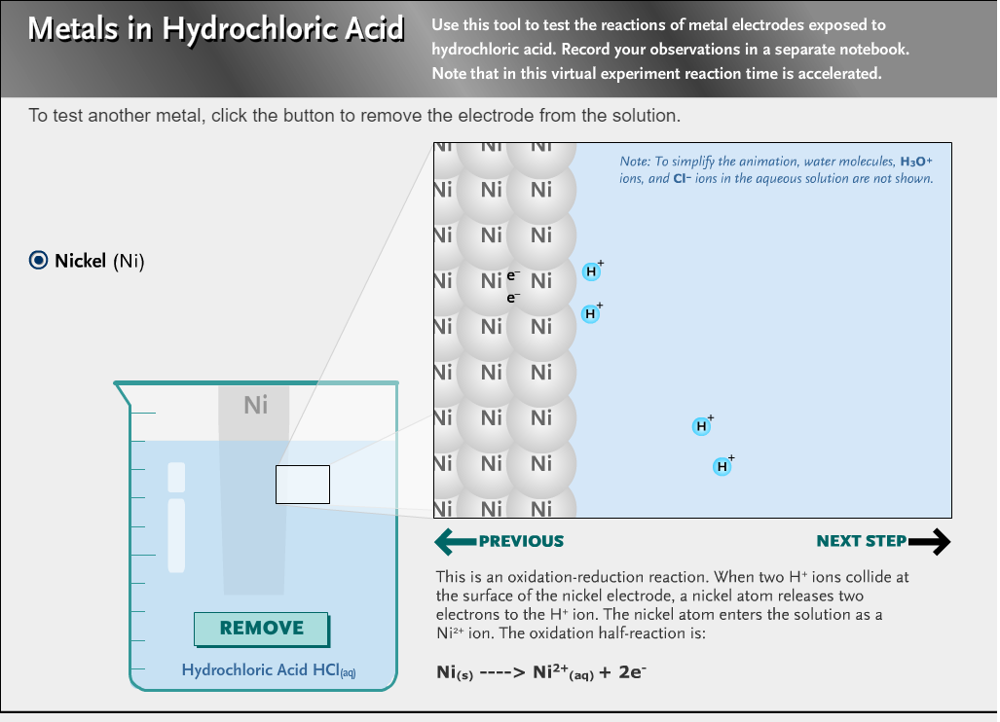 Metals in Hydrochloric Acid
Use this tool to test the reactions of metal electrodes exposed to
hydrochloric acid. Record your observations in a separate notebook.
Note that in this virtual experiment reaction time is accelerated.
To test another metal, click the button to remove the electrode from the solution.
Ni Ni Ni
Note: To simplify the animation, water molecules, H₃O⁺
ions, and Cl⁻ ions in the aqueous solution are not shown.
Ni Ni Ni
Ni Ni Ni
Nickel (Ni)
H⁺
Ni Ni e⁻ Ni
e⁻
H⁺
Ni Ni Ni
Ni Ni Ni
Ni
Ni Ni Ni
H⁺
Ni Ni Ni
H⁺
Ni Ni Ni
PREVIOUS
NEXT STEP
This is an oxidation-reduction reaction. When two H⁺ ions collide at
the surface of the nickel electrode, a nickel atom releases two
electrons to the H⁺ ion. The nickel atom enters the solution as a
Ni²⁺ ion. The oxidation half-reaction is:
REMOVE
Hydrochloric Acid HCl(aq)
Ni(s) ----> Ni²⁺(aq) + 2e⁻